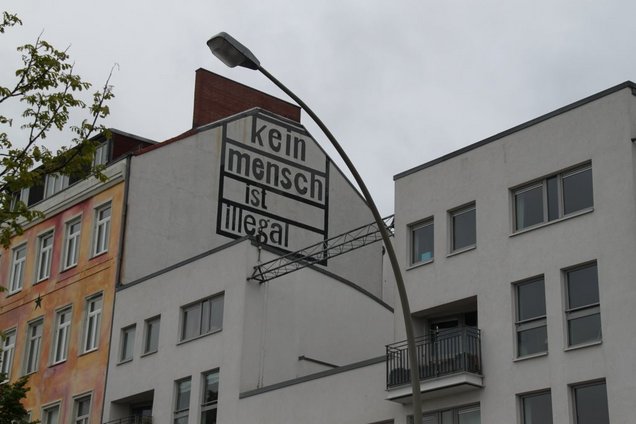 kein
mensch
ist
illegal